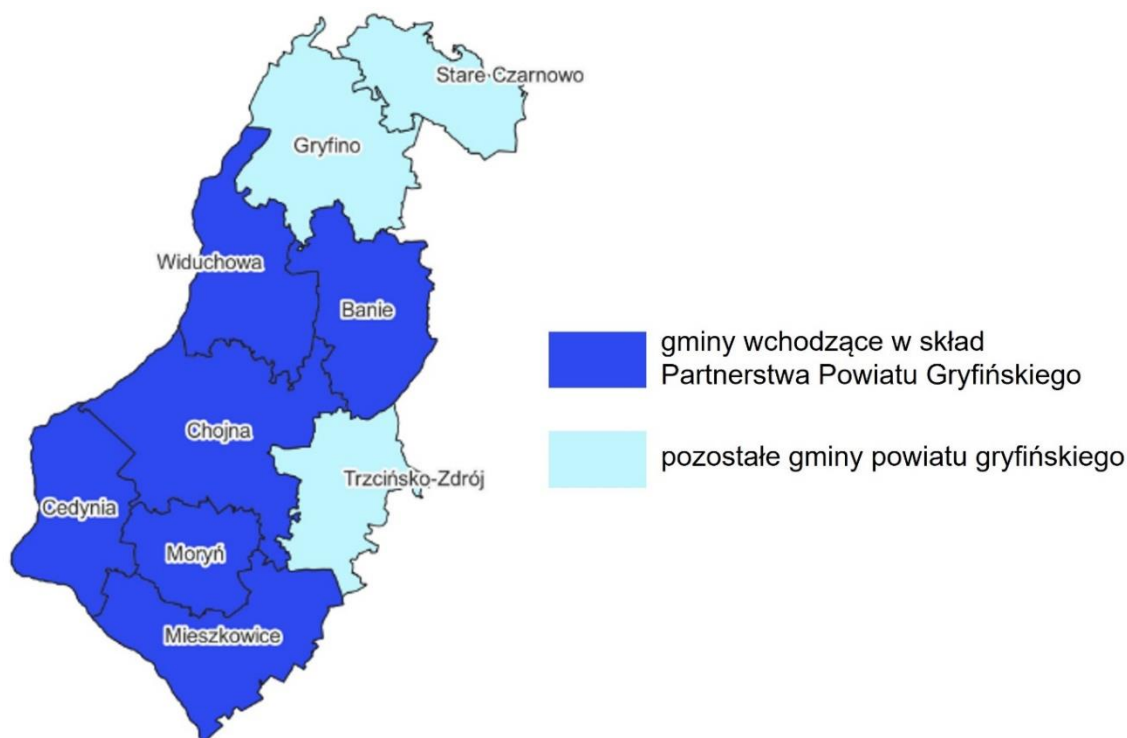 Stare Czarnowo
Gryfino
Widuchowa
Banie
gminy wchodzące w skład
Partnerstwa Powiatu Gryfińskiego
Chojna
pozostałe gminy powiatu gryfińskiego
Trzcińsko-Zdrój
Cedynia
Moryń
Mieszkowice